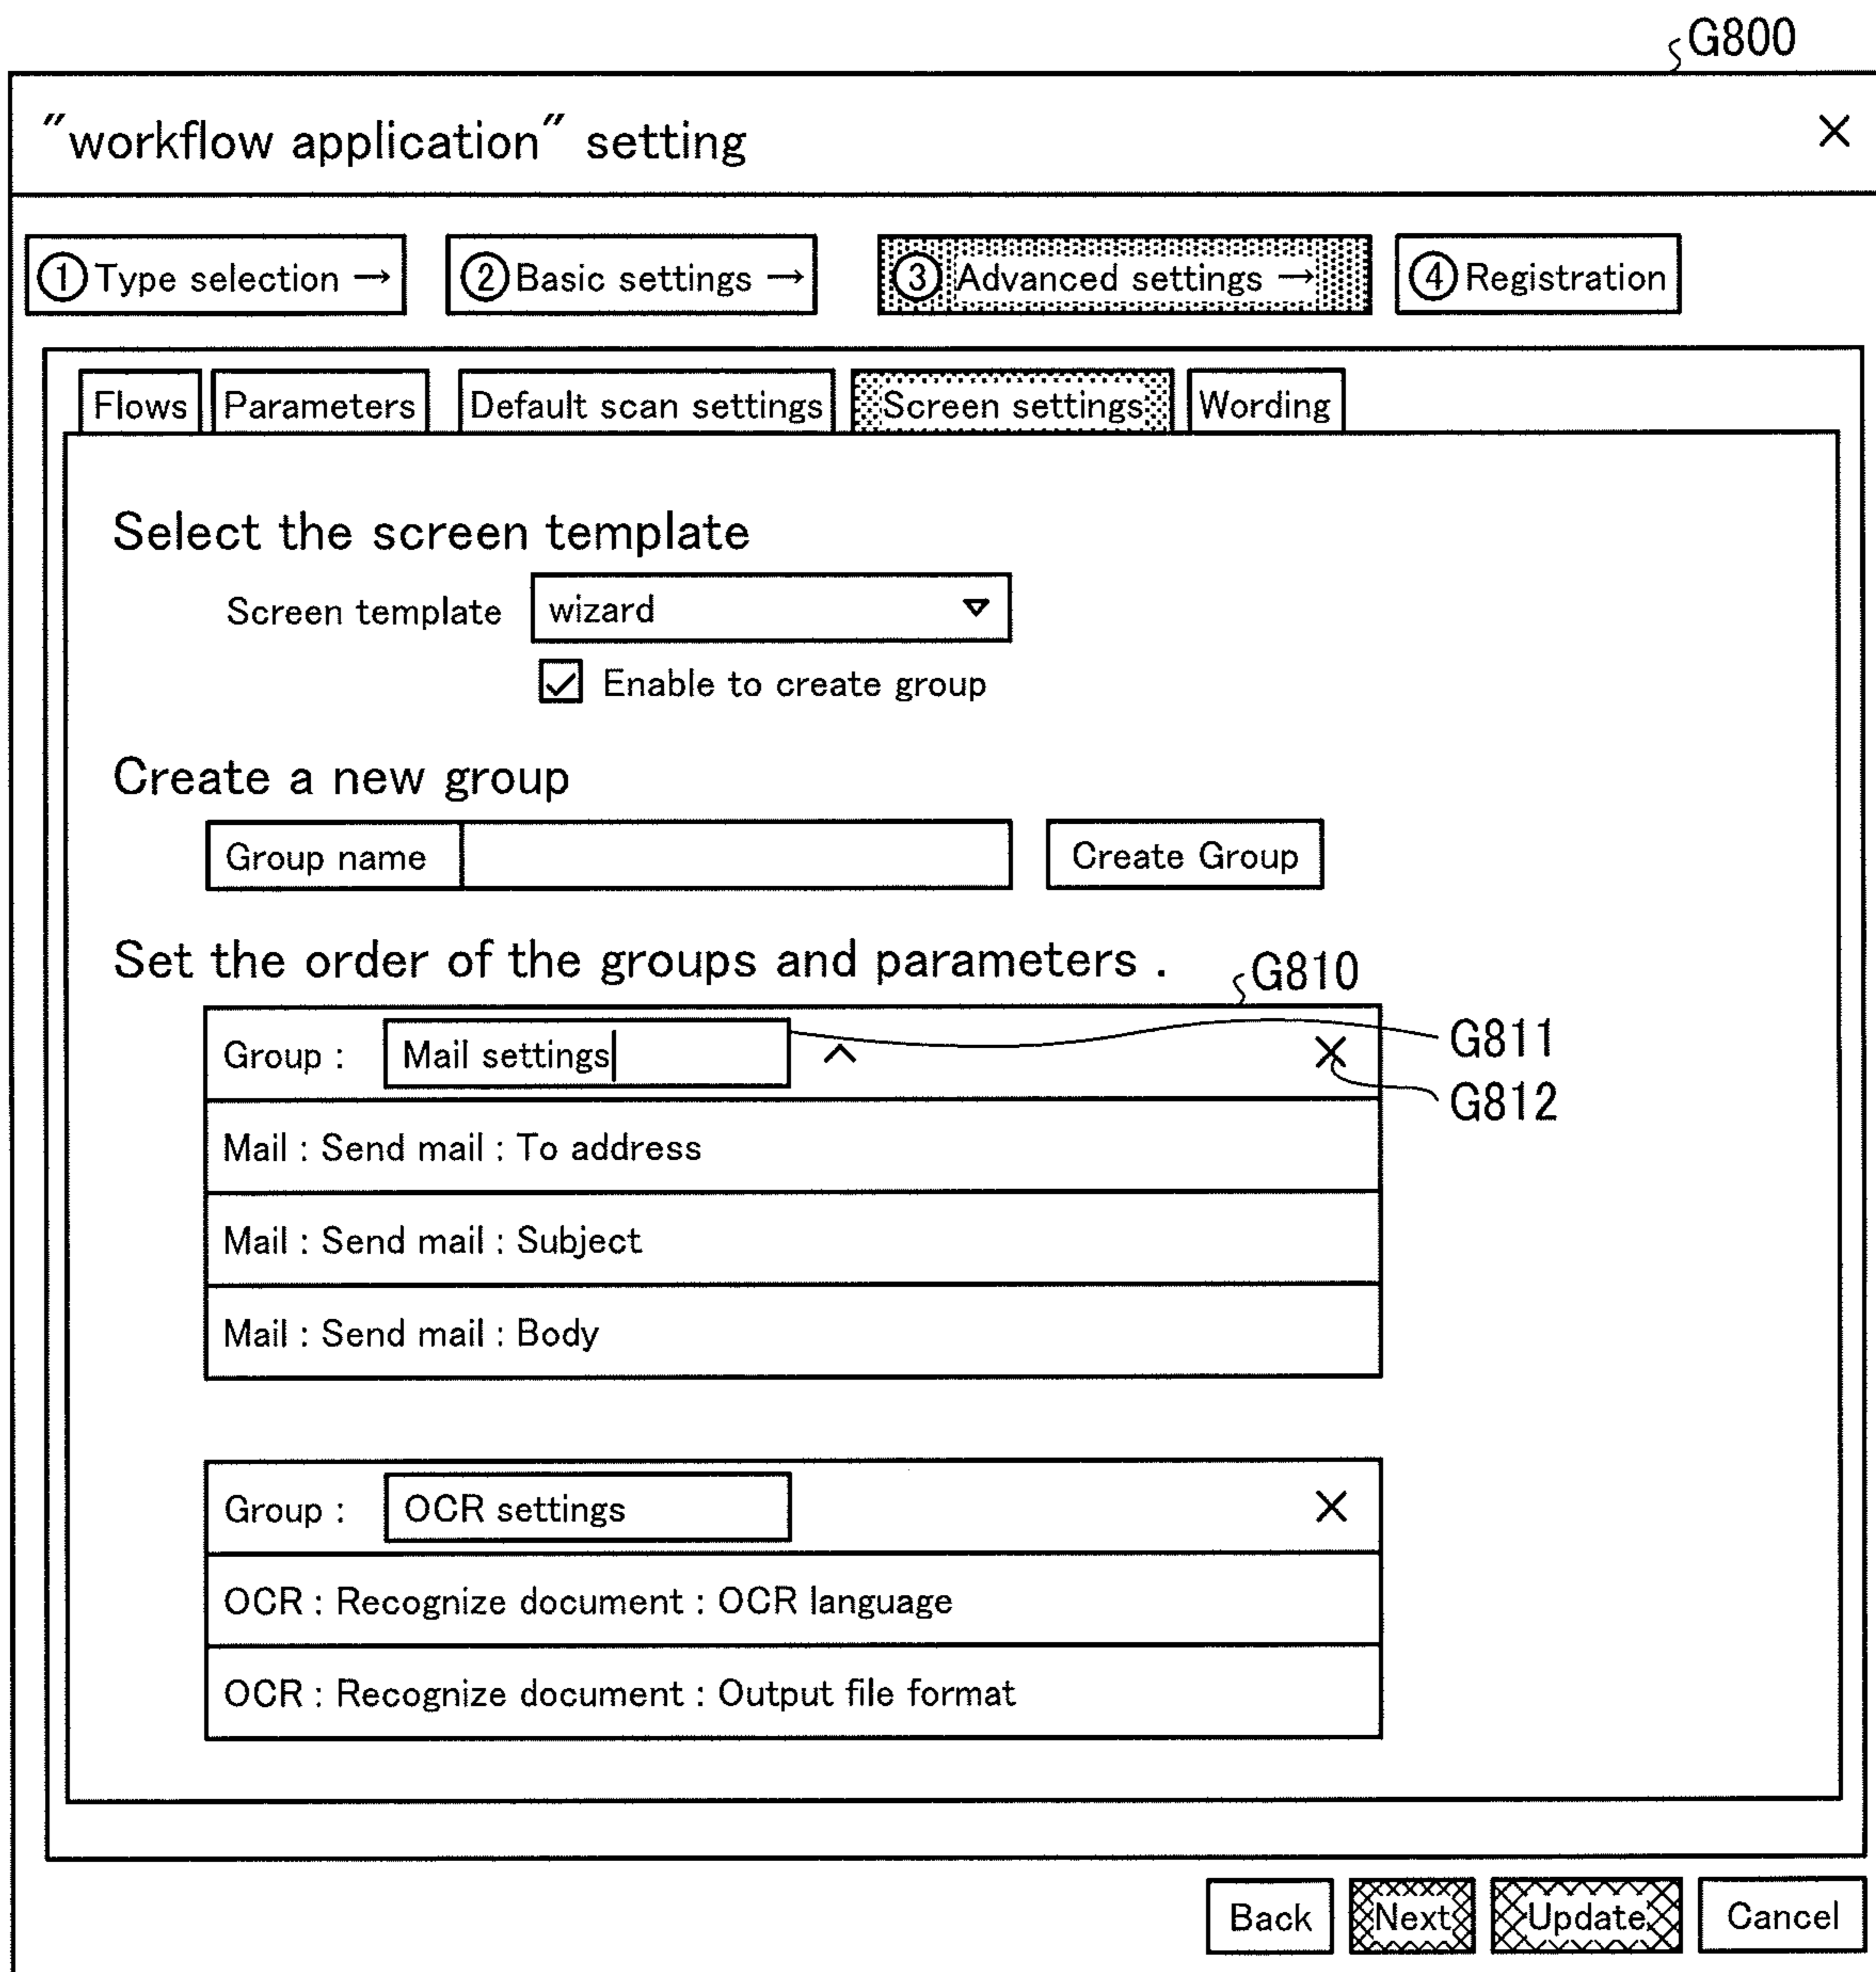 G800
"workflow application" setting ×
① Type selection → ② Basic settings → ③ Advanced settings → ④ Registration
Flows Parameters Default scan settings Screen settings Wording
Select the screen template
Screen template wizard
Enable to create group
Create a new group
Group name Create Group
Set the order of the groups and parameters .
G810
Group : Mail settings ×
G811
G812
Mail : Send mail : To address
Mail : Send mail : Subject
Mail : Send mail : Body
Group : OCR settings ×
OCR : Recognize document : OCR language
OCR : Recognize document : Output file format
Back Next Update Cancel